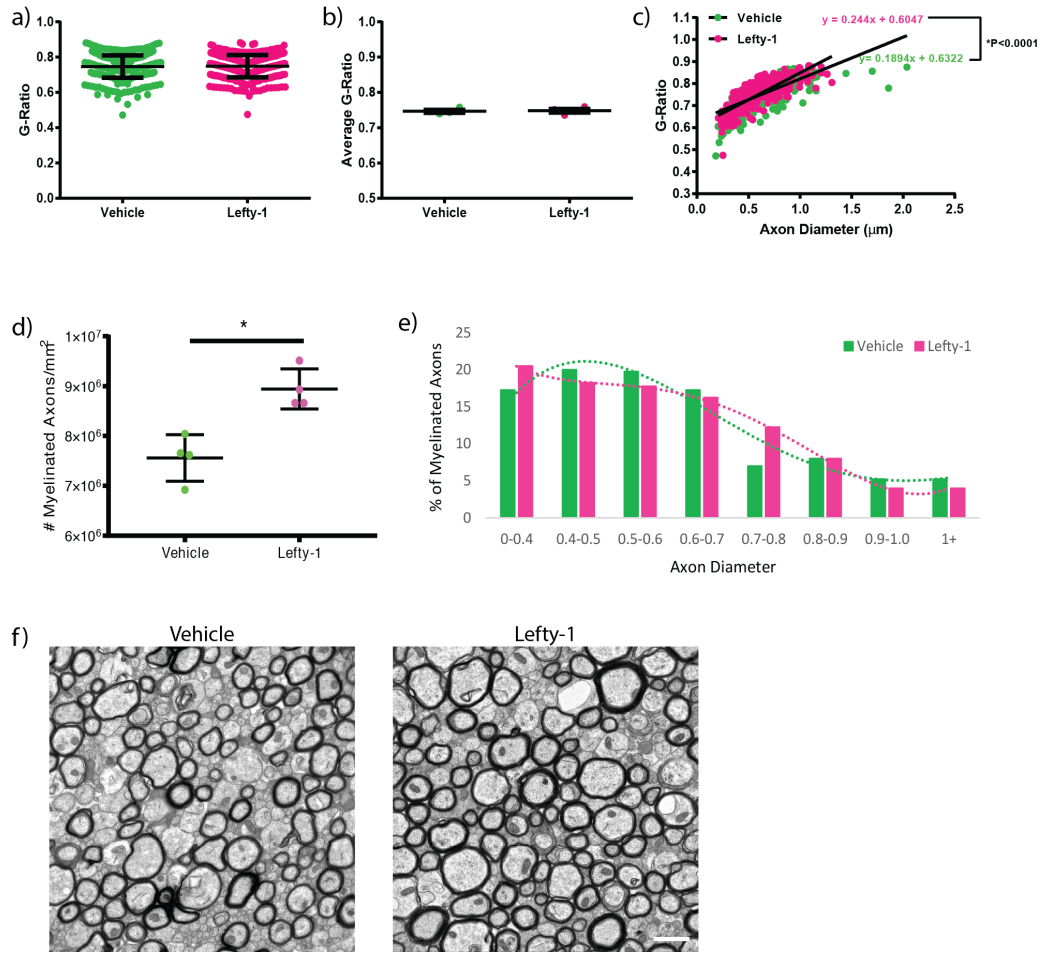 a)
1.0
0.8
0.6
0.4
0.2
0.0
G-Ratio
Vehicle
Lefty-1
b)
1.0
0.9
0.8
0.7
0.6
0.5
Average G-Ratio
Vehicle
Lefty-1
c)
1.1
1.0
0.9
0.8
0.7
0.6
0.5
0.4
0.3
G-Ratio
Vehicle
Lefty-1
y = 0.244x + 0.6047
*P<0.0001
y= 0.1894x + 0.6322
0.0
0.5
1.0
1.5
2.0
2.5
Axon Diameter (μm)
d)
*
1×10⁷
9×10⁶
8×10⁶
7×10⁶
6×10⁶
# Myelinated Axons/mm²
Vehicle
Lefty-1
e)
25
20
15
10
5
0
% of Myelinated Axons
Vehicle
Lefty-1
0-0.4
0.4-0.5
0.5-0.6
0.6-0.7
0.7-0.8
0.8-0.9
0.9-1.0
1+
Axon Diameter
f)
Vehicle
Lefty-1